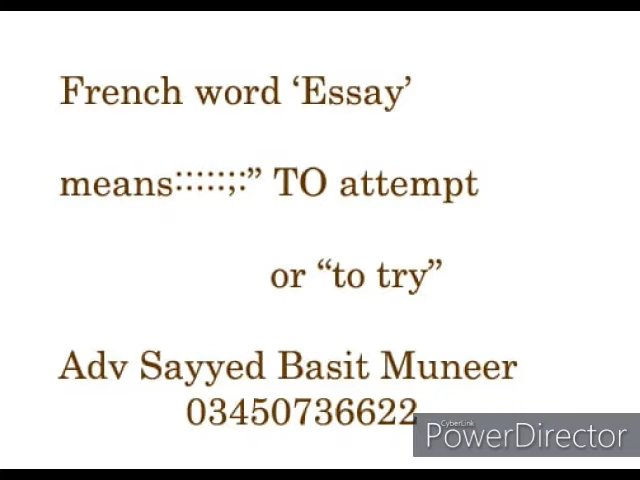 French word ‘Essay’
means::::::;:” TO attempt
or “to try”
Adv Sayyed Basit Muneer
03450736622
CyberLink
PowerDirector